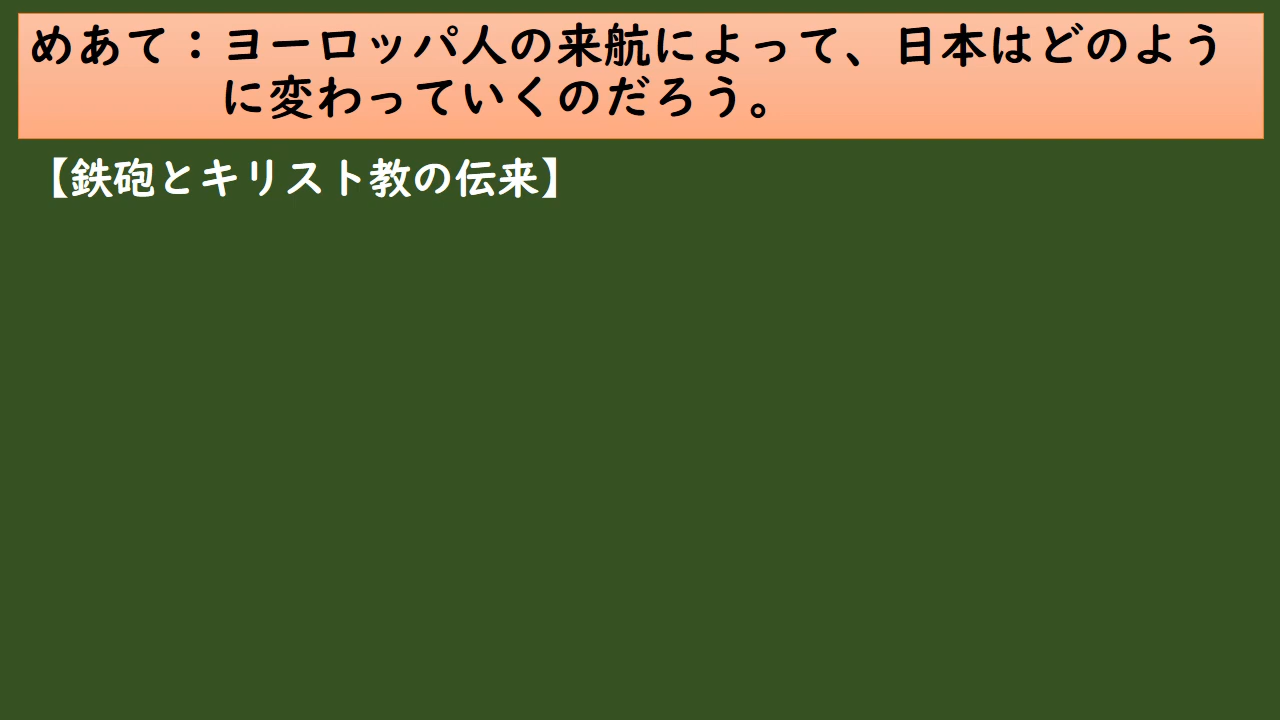 めあて：ヨーロッパ人の来航によって、日本はどのよう
に変わっていくのだろう。
【鉄砲とキリスト教の伝来】